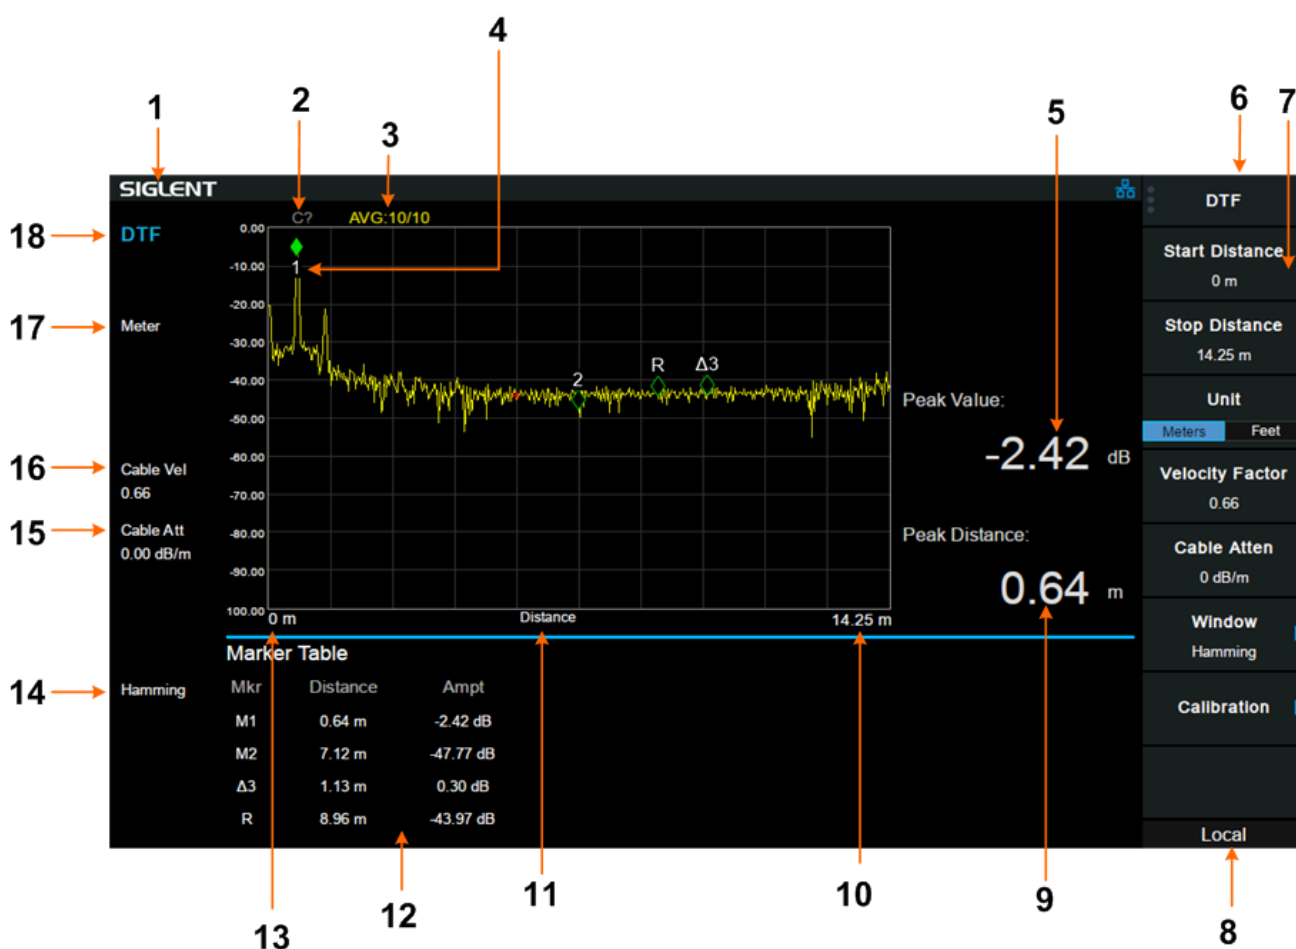 4
1
2
3
5
6
7
SIGLENT
C?
AVG:10/10
18
DTF
17
Meter
16
Cable Vel
0.66
15
Cable Att
0.00 dB/m
14
Hamming
0.00
-10.00
-20.00
-30.00
-40.00
-50.00
-60.00
-70.00
-80.00
-90.00
100.00
1
2
R
Δ3
0 m
Distance
14.25 m
Peak Value:
-2.42 dB
Peak Distance:
0.64 m
Marker Table
Mkr Distance Ampt
M1 0.64 m -2.42 dB
M2 7.12 m -47.77 dB
Δ3 1.13 m 0.30 dB
R 8.96 m -43.97 dB
DTF
Start Distance
0 m
Stop Distance
14.25 m
Unit
Meters Feet
Velocity Factor
0.66
Cable Atten
0 dB/m
Window
Hamming
Calibration
Local
13
12
11
10
9
8